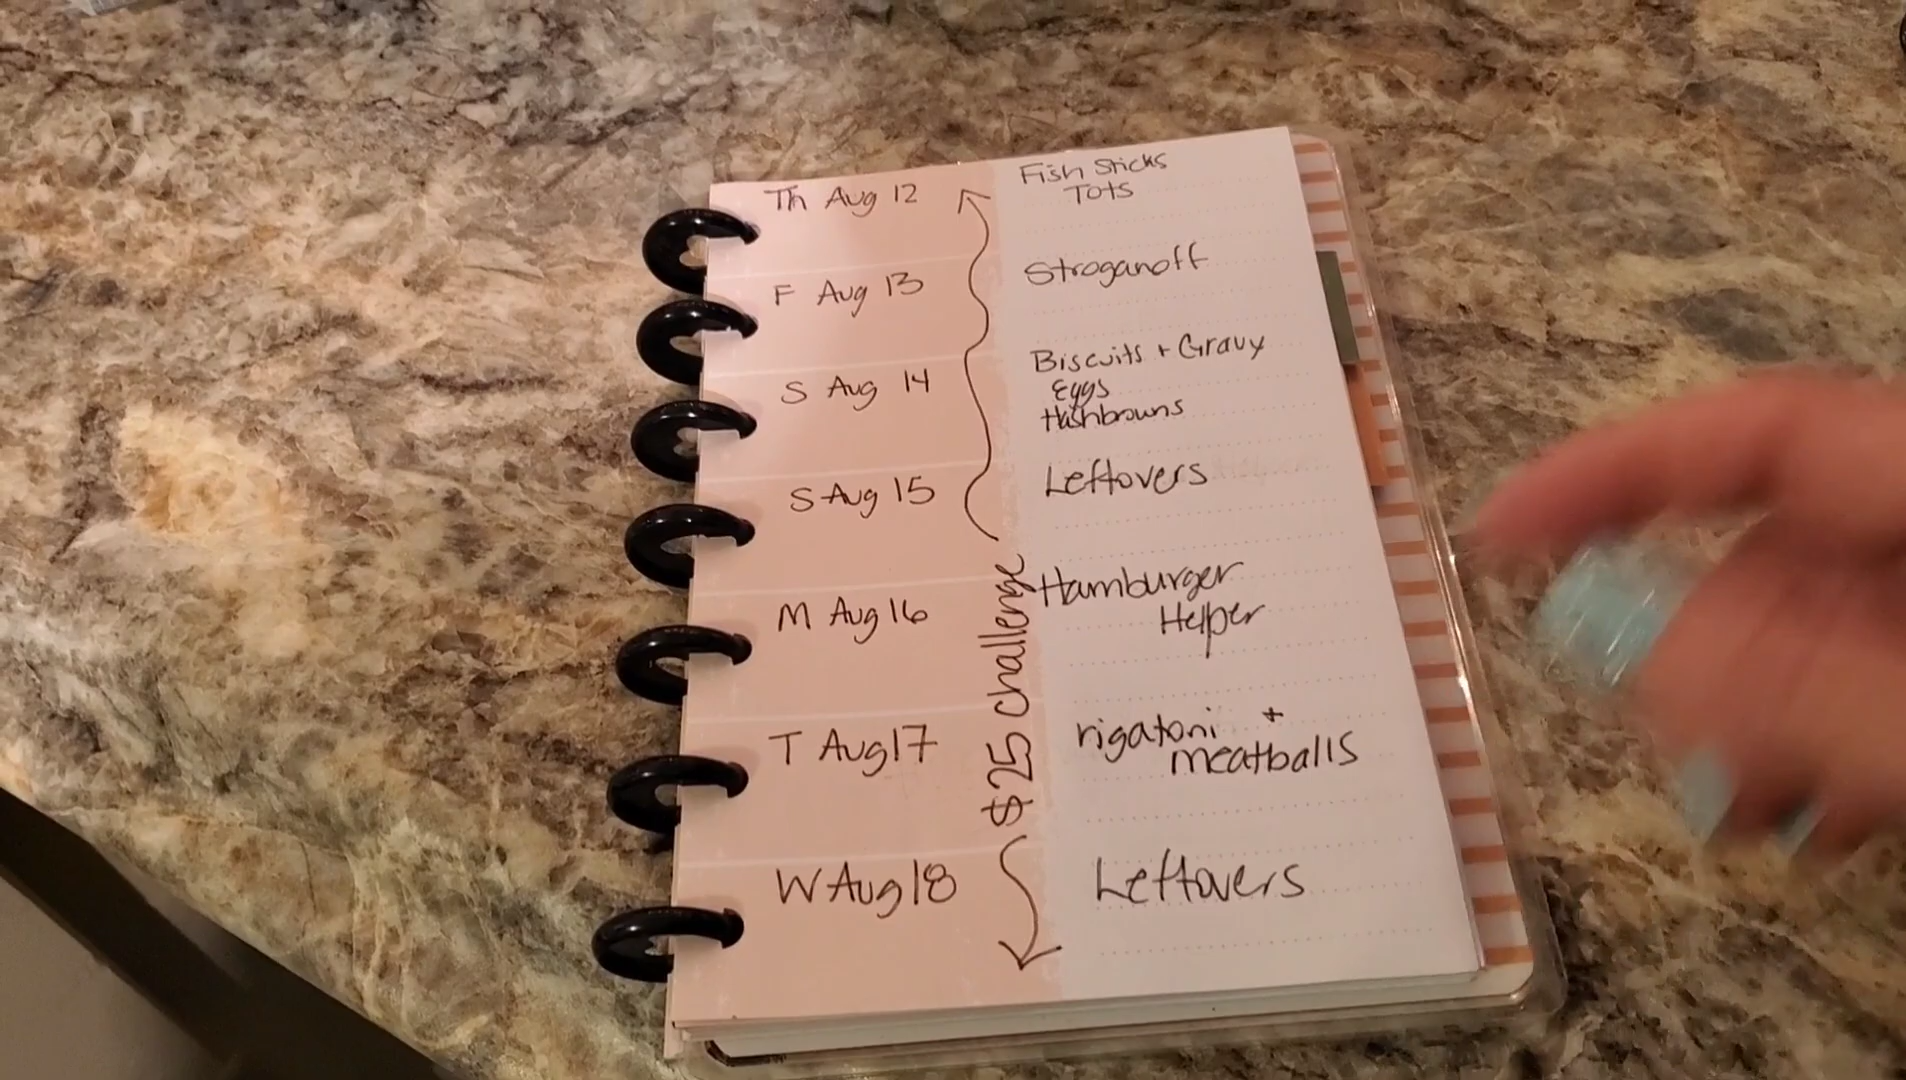 Th Aug 12
Fish Sticks
Tots
F Aug 13
Stroganoff
S Aug 14
Biscuits + Gravy
Eggs
Hashbrowns
S Aug 15
Leftovers
M Aug 16
Hamburger
Helper
T Aug 17
rigatoni +
meatballs
W Aug 18
Leftovers
$25 challenge